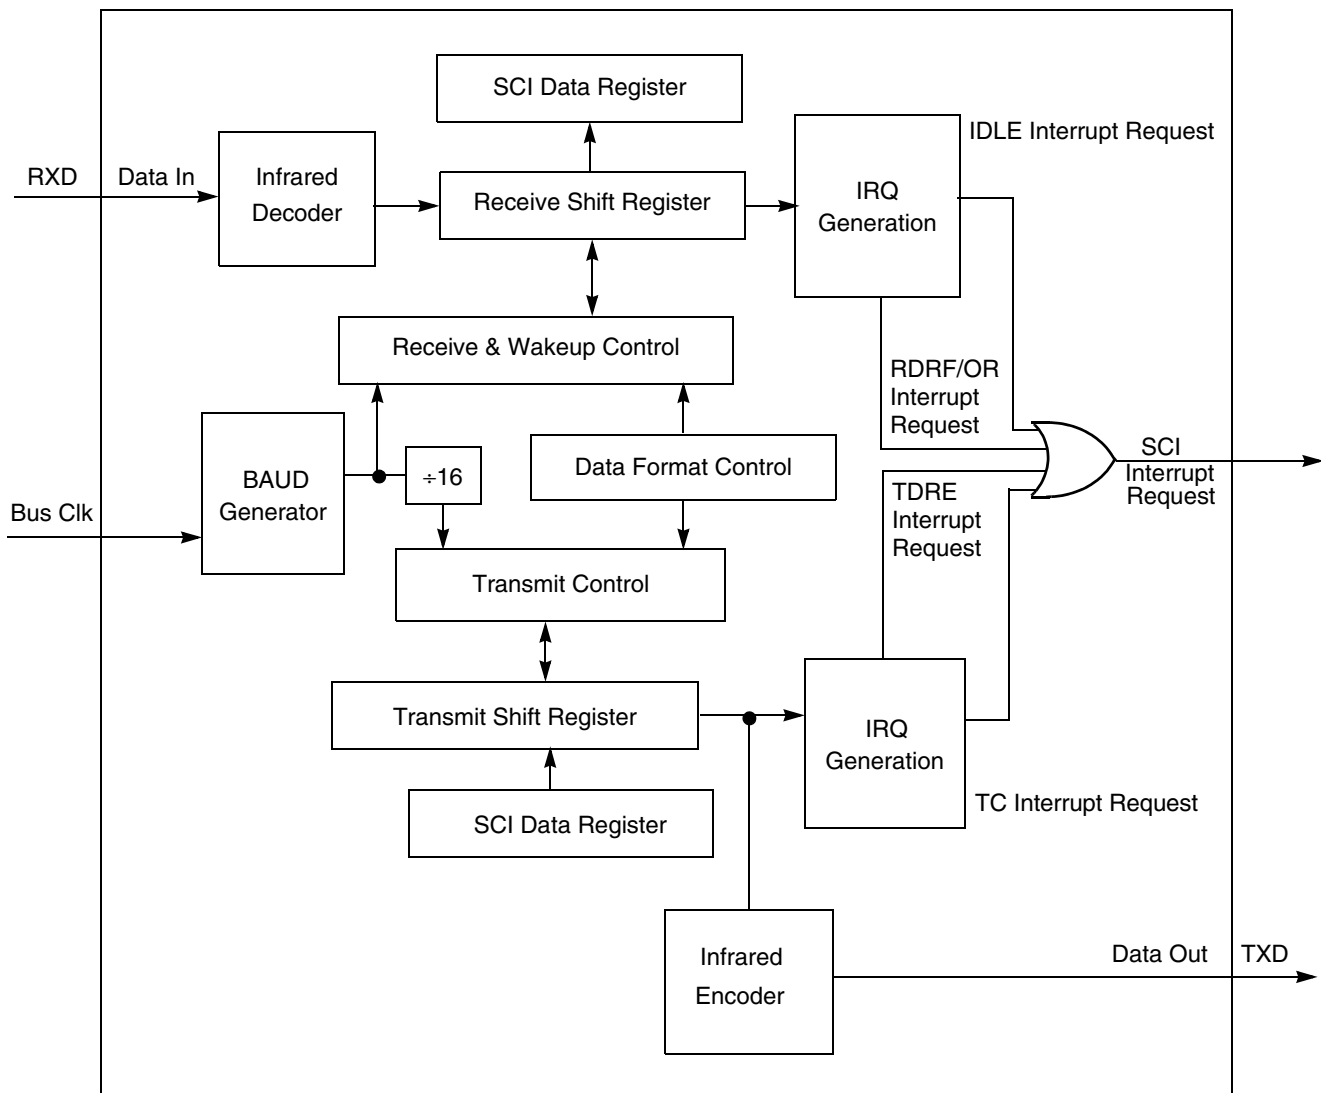 SCI Data Register
IDLE Interrupt Request
RXD
Data In
Infrared
Decoder
Receive Shift Register
IRQ
Generation
Receive & Wakeup Control
RDRF/OR
Interrupt
Request
BAUD
Generator
÷16
Data Format Control
SCI
Interrupt
Request
Bus Clk
TDRE
Interrupt
Request
Transmit Control
Transmit Shift Register
IRQ
Generation
TC Interrupt Request
SCI Data Register
Infrared
Encoder
Data Out
TXD